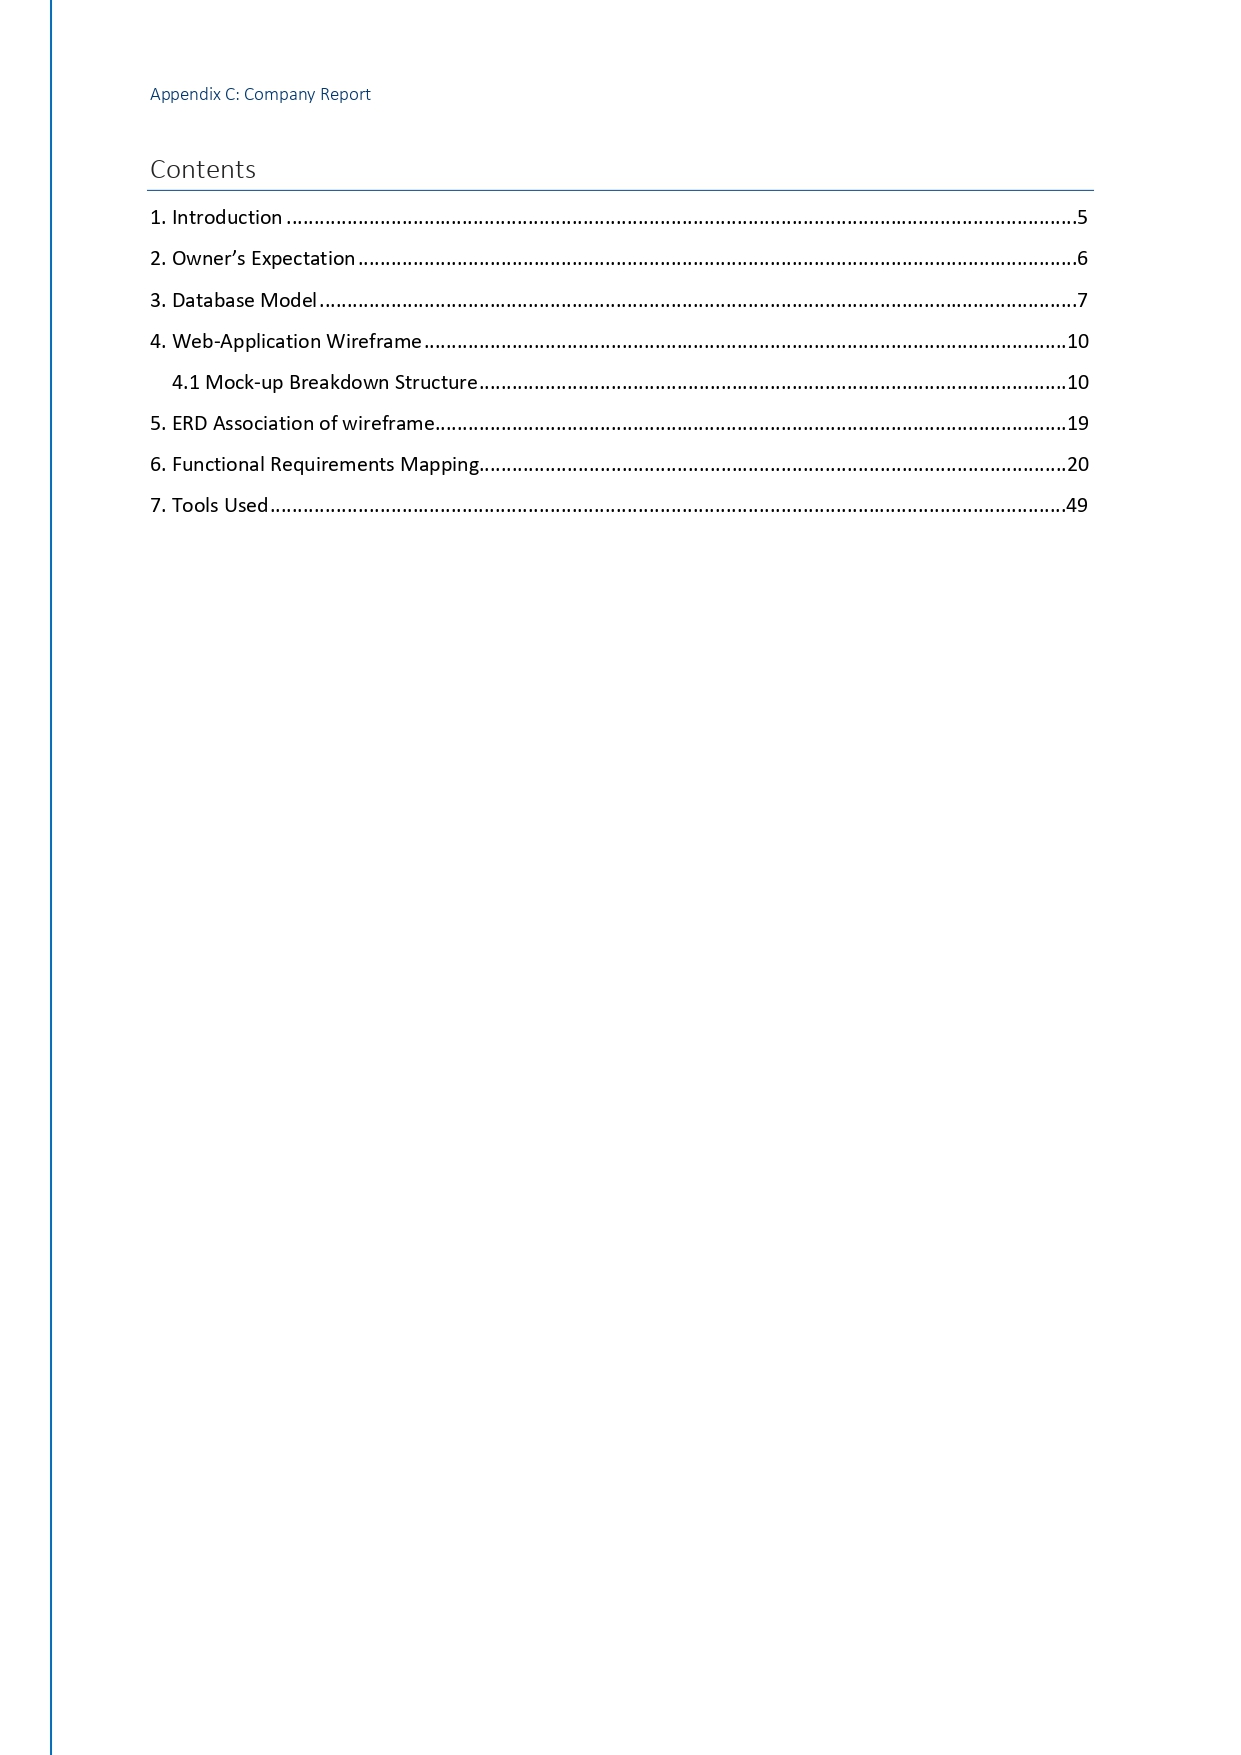 Appendix C: Company Report
Contents
1. Introduction ........................................................................................................................................................5
2. Owner’s Expectation ...........................................................................................................................................6
3. Database Model ..................................................................................................................................................7
4. Web-Application Wireframe ..............................................................................................................................10
4.1 Mock-up Breakdown Structure ....................................................................................................................10
5. ERD Association of wireframe............................................................................................................................19
6. Functional Requirements Mapping....................................................................................................................20
7. Tools Used ..........................................................................................................................................................49